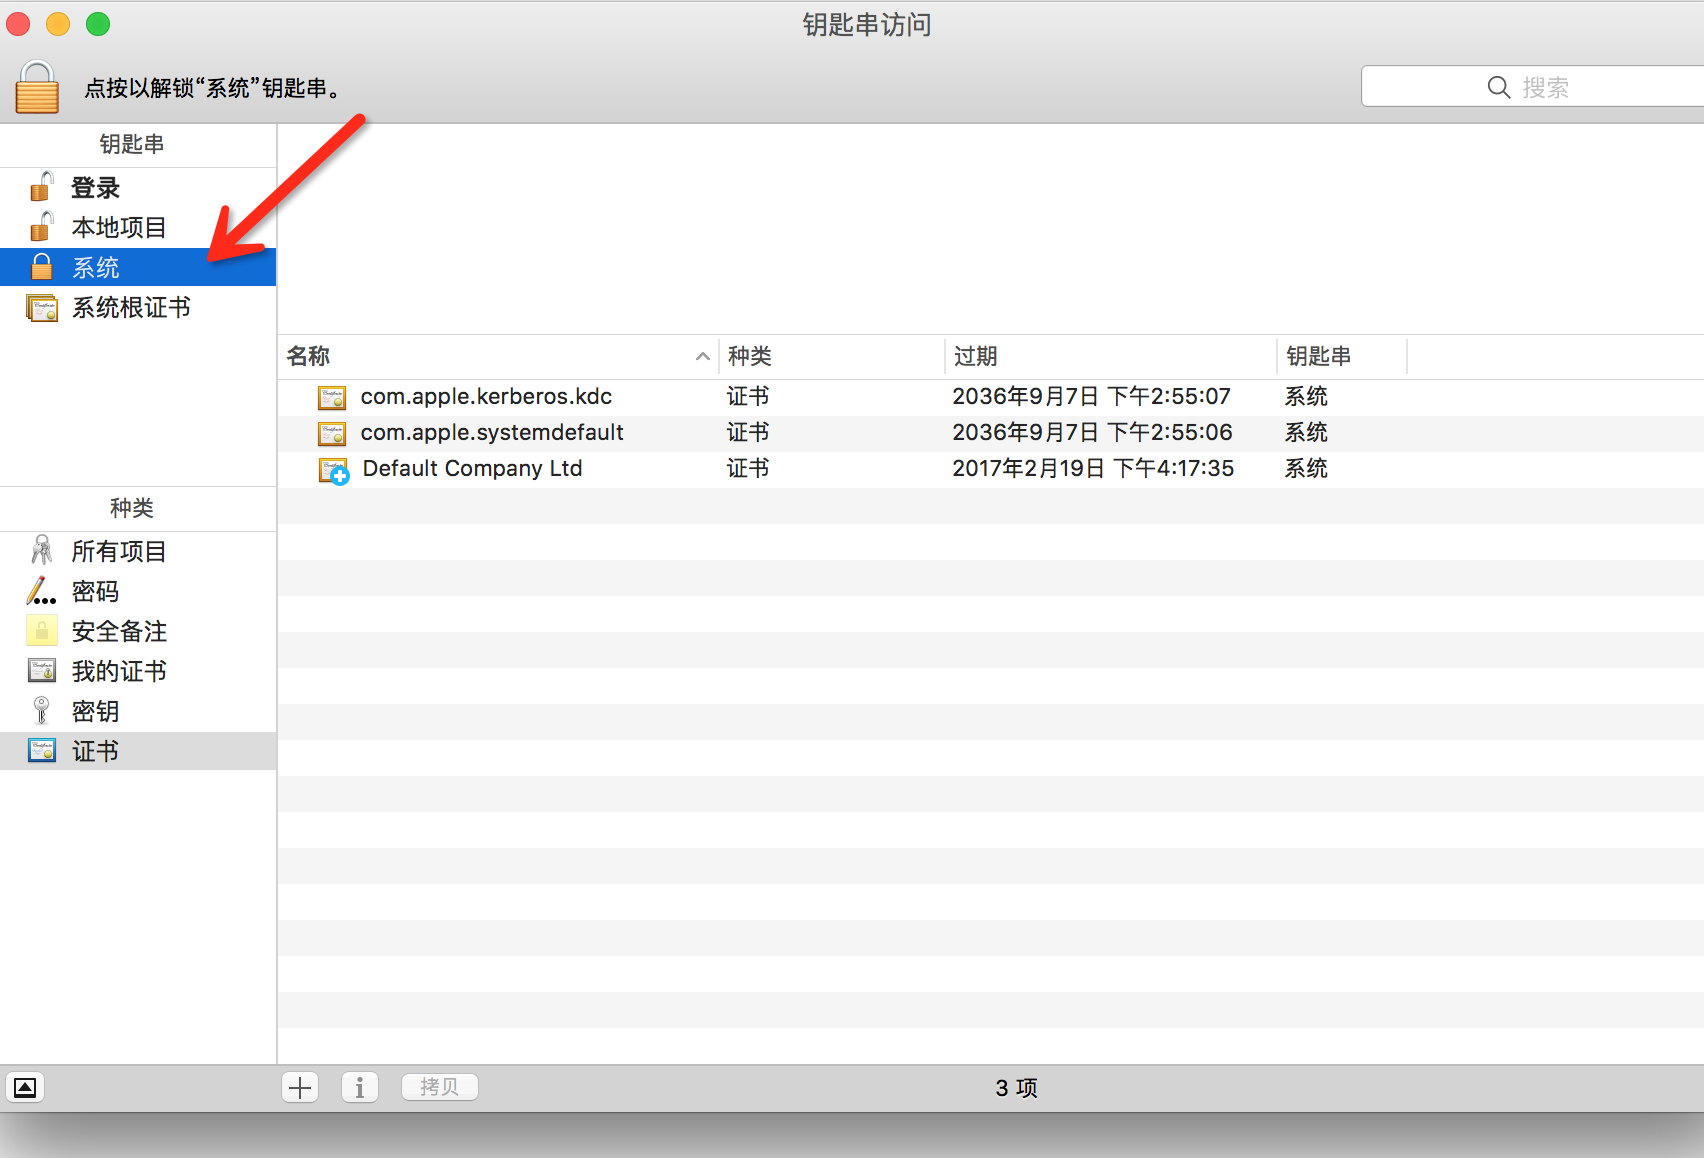 钥匙串访问
点按以解锁“系统”钥匙串。
搜索
钥匙串
登录
本地项目
系统
系统根证书
名称 种类 过期 钥匙串
com.apple.kerberos.kdc 证书 2036年9月7日 下午2:55:07 系统
com.apple.systemdefault 证书 2036年9月7日 下午2:55:06 系统
Default Company Ltd 证书 2017年2月19日 下午4:17:35 系统
种类
所有项目
密码
安全备注
我的证书
密钥
证书
拷贝
3 项